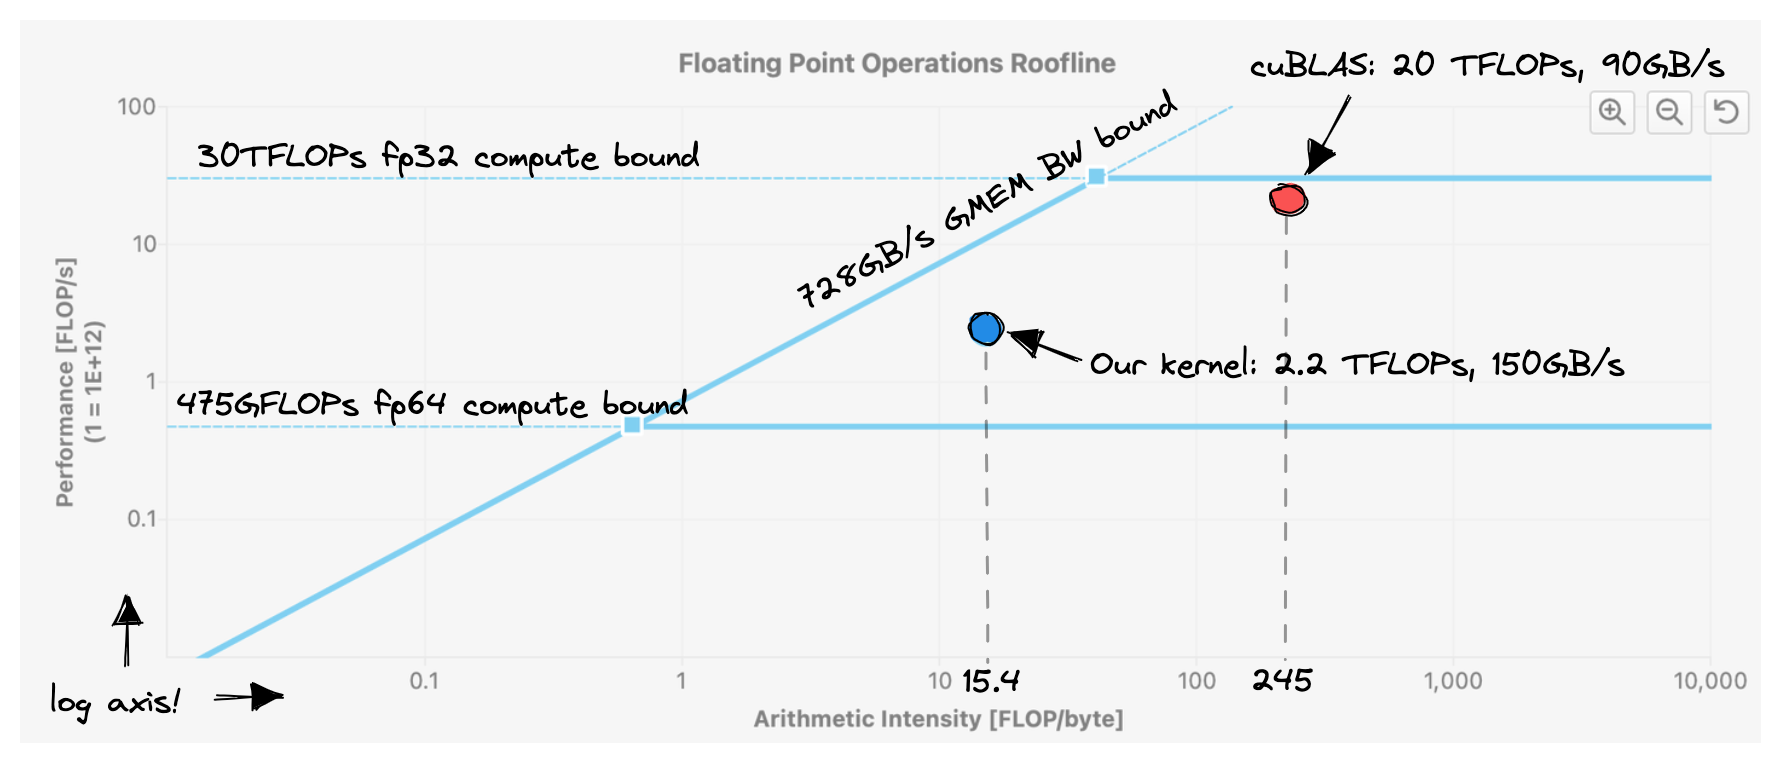 Floating Point Operations Roofline
cuBLAS: 20 TFLOPs, 90GB/s
100
30TFLOPs fp32 compute bound
728GB/s GMEM BW bound
10
Our kernel: 2.2 TFLOPs, 150GB/s
1
475GFLOPs fp64 compute bound
0.1
Performance [FLOP/s]
(1 = 1E+12)
log axis!
0.1 1 10 15.4 100 245 1,000 10,000
Arithmetic Intensity [FLOP/byte]